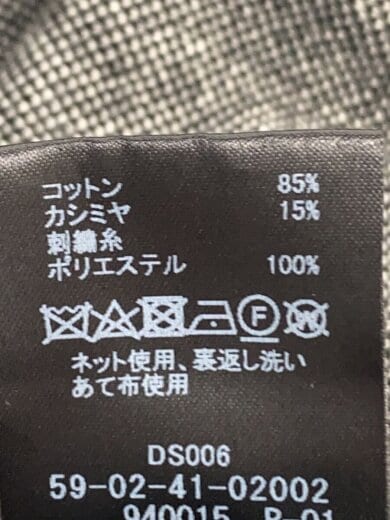 コットン 85%
カシミヤ 15%
刺繍糸
ポリエステル 100%
F W
ネット使用、裏返し洗い
あて布使用
DS006
59-02-41-02002
940015 B-01